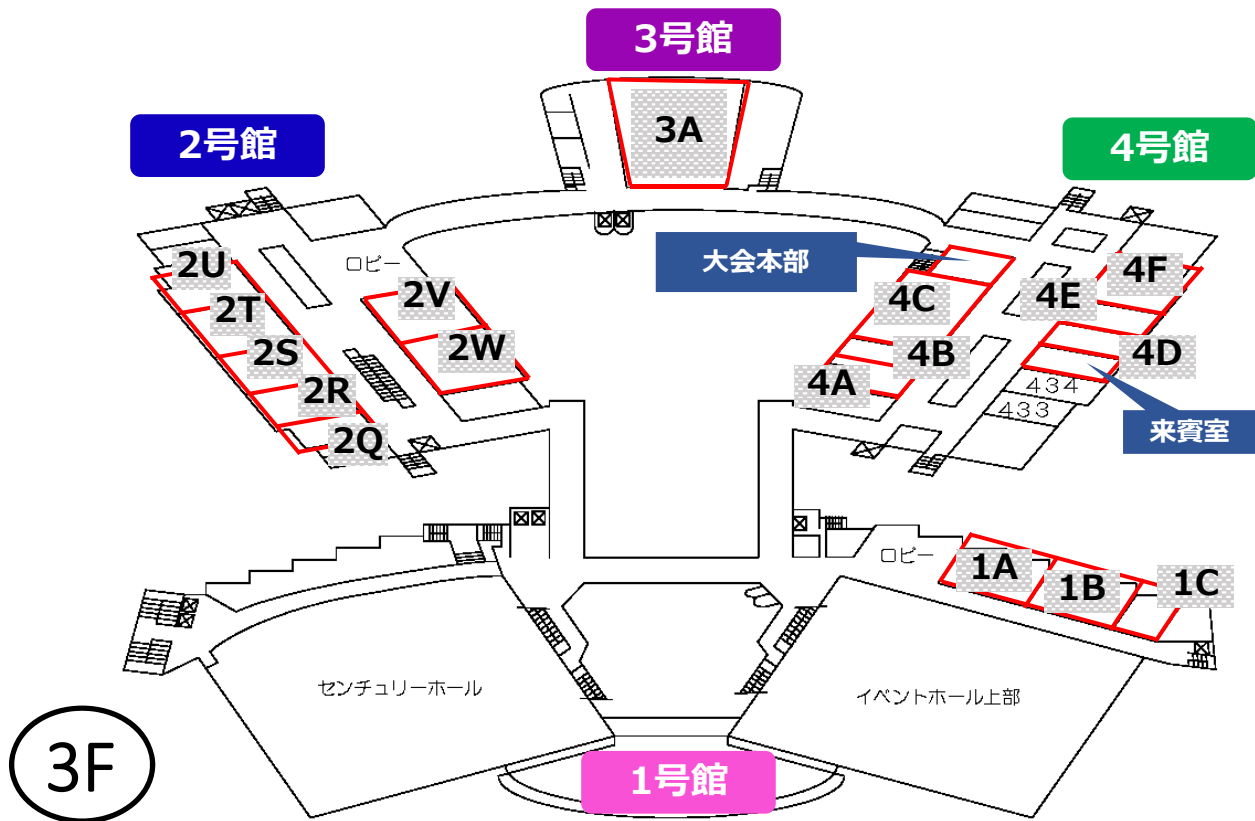 3号館
2号館
4号館
3A
大会本部
ロビー
2U
2T
2S
2R
2Q
2V
2W
4C
4B
4A
4E
4F
4D
434
433
来賓室
ロビー
1A
1B
1C
センチュリーホール
イベントホール上部
3F
1号館